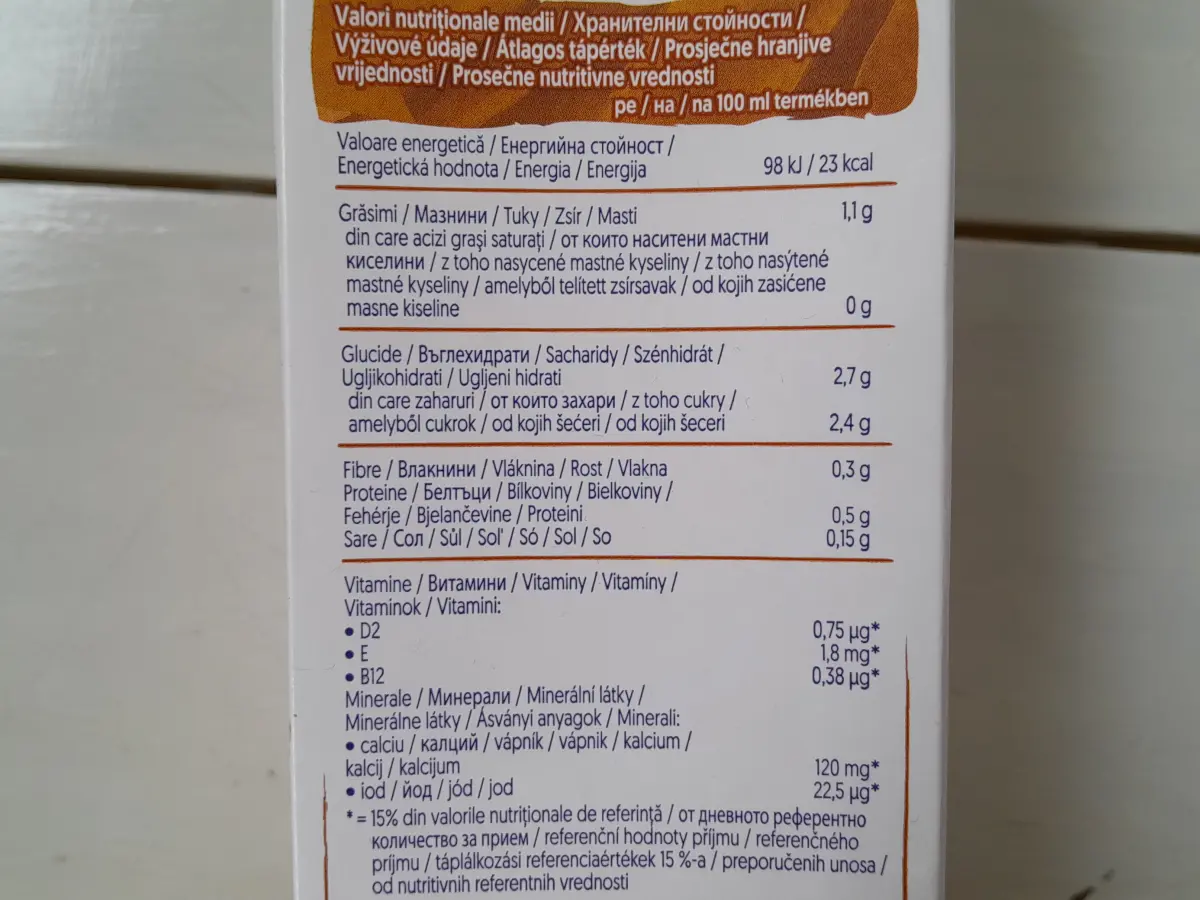 Valori nutriționale medii / Хранителни стойности /
Výživové údaje / Átlagos tápérték / Prosječne hranjive
vrijednosti / Prosečne nutritivne vrednosti
pe / на / na 100 ml termékben
Valoare energetică / Енергийна стойност /
Energetická hodnota / Energia / Energija 98 kJ / 23 kcal
Grăsimi / Мазнини / Tuky / Zsír / Masti 1,1 g
din care acizi grași saturați / от които наситени мастни
киселини / z toho nasycené mastné kyseliny / z toho nasýtené
mastné kyseliny / amelyből telített zsírsavak / od kojih zasićene
masne kiseline 0 g
Glucide / Въглехидрати / Sacharidy / Szénhidrát /
Ugljikohidrati / Ugljeni hidrati 2,7 g
din care zaharuri / от които захари / z toho cukry /
amelyből cukrok / od kojih šećeri / od kojih šeceri 2,4 g
Fibre / Влакнини / Vláknina / Rost / Vlakna 0,3 g
Proteine / Белтъци / Bílkoviny / Bielkoviny /
Fehérje / Bjelančevine / Proteini 0,5 g
Sare / Сол / Sůl / Soľ / Só / Sol / So 0,15 g
Vitamine / Витамини / Vitaminy / Vitamíny /
Vitaminok / Vitamini:
• D2 0,75 µg*
• E 1,8 mg*
• B12 0,38 µg*
Minerale / Минерали / Minerální látky /
Minerálne látky / Ásványi anyagok / Minerali:
• calciu / калций / vápník / vápnik / kalcium /
kalcij / kalcijum 120 mg*
• iod / йод / jód / jod 22,5 µg*
* = 15% din valorile nutriționale de referință / от дневното референтно
количество за прием / referenční hodnoty příjmu / referenčného
príjmu / táplálkozási referenciaértékek 15 %-a / preporučenih unosa /
od nutritivnih referentnih vrednosti